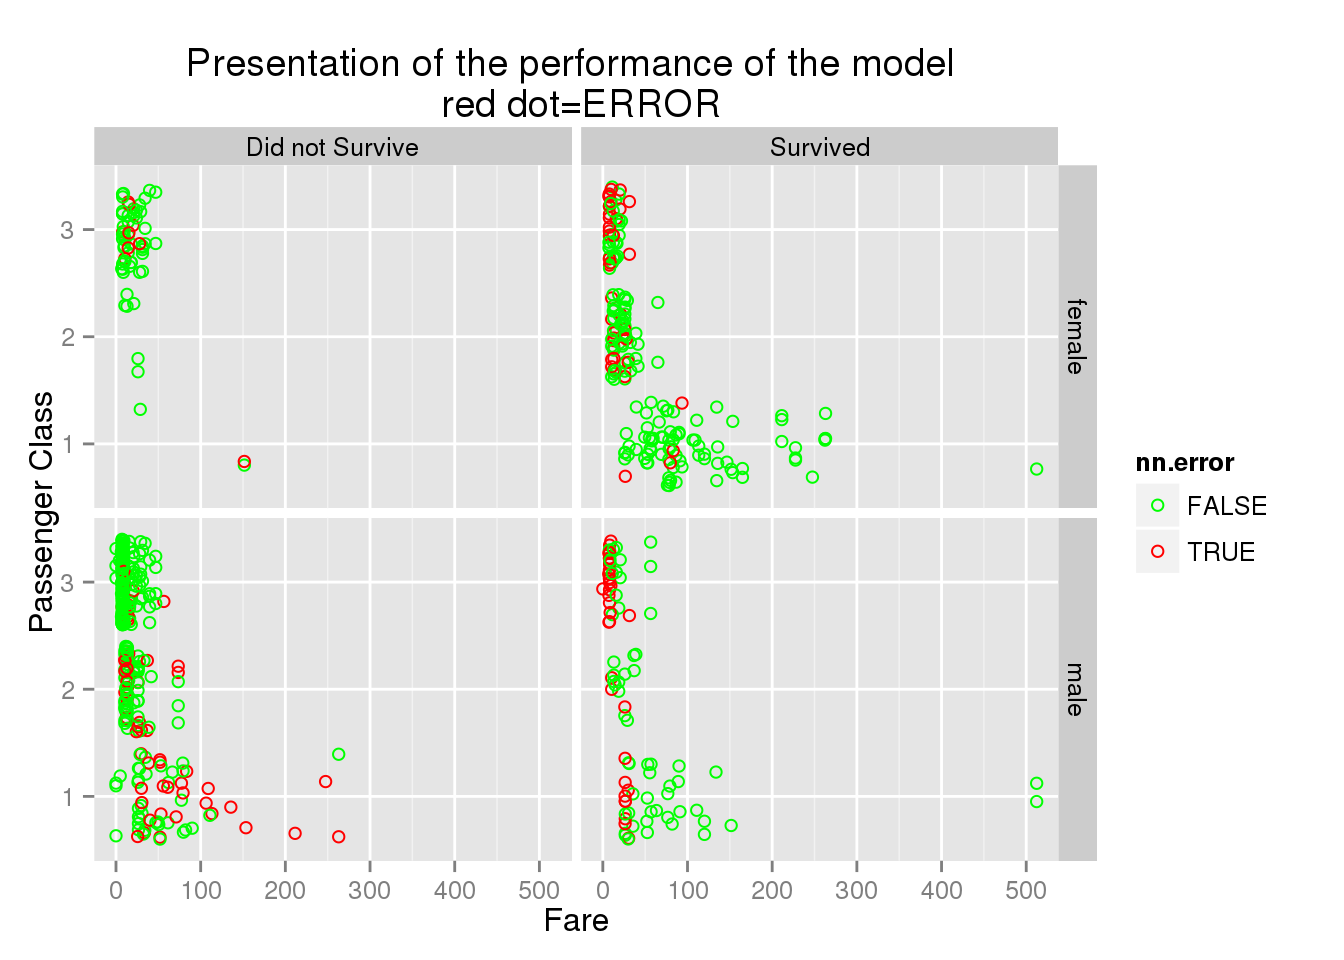 Presentation of the performance of the model
red dot=ERROR
Did not Survive
Survived
3
2
1
female
3
2
1
male
Passenger Class
0 100 200 300 400 500
0 100 200 300 400 500
Fare
nn.error
FALSE
TRUE